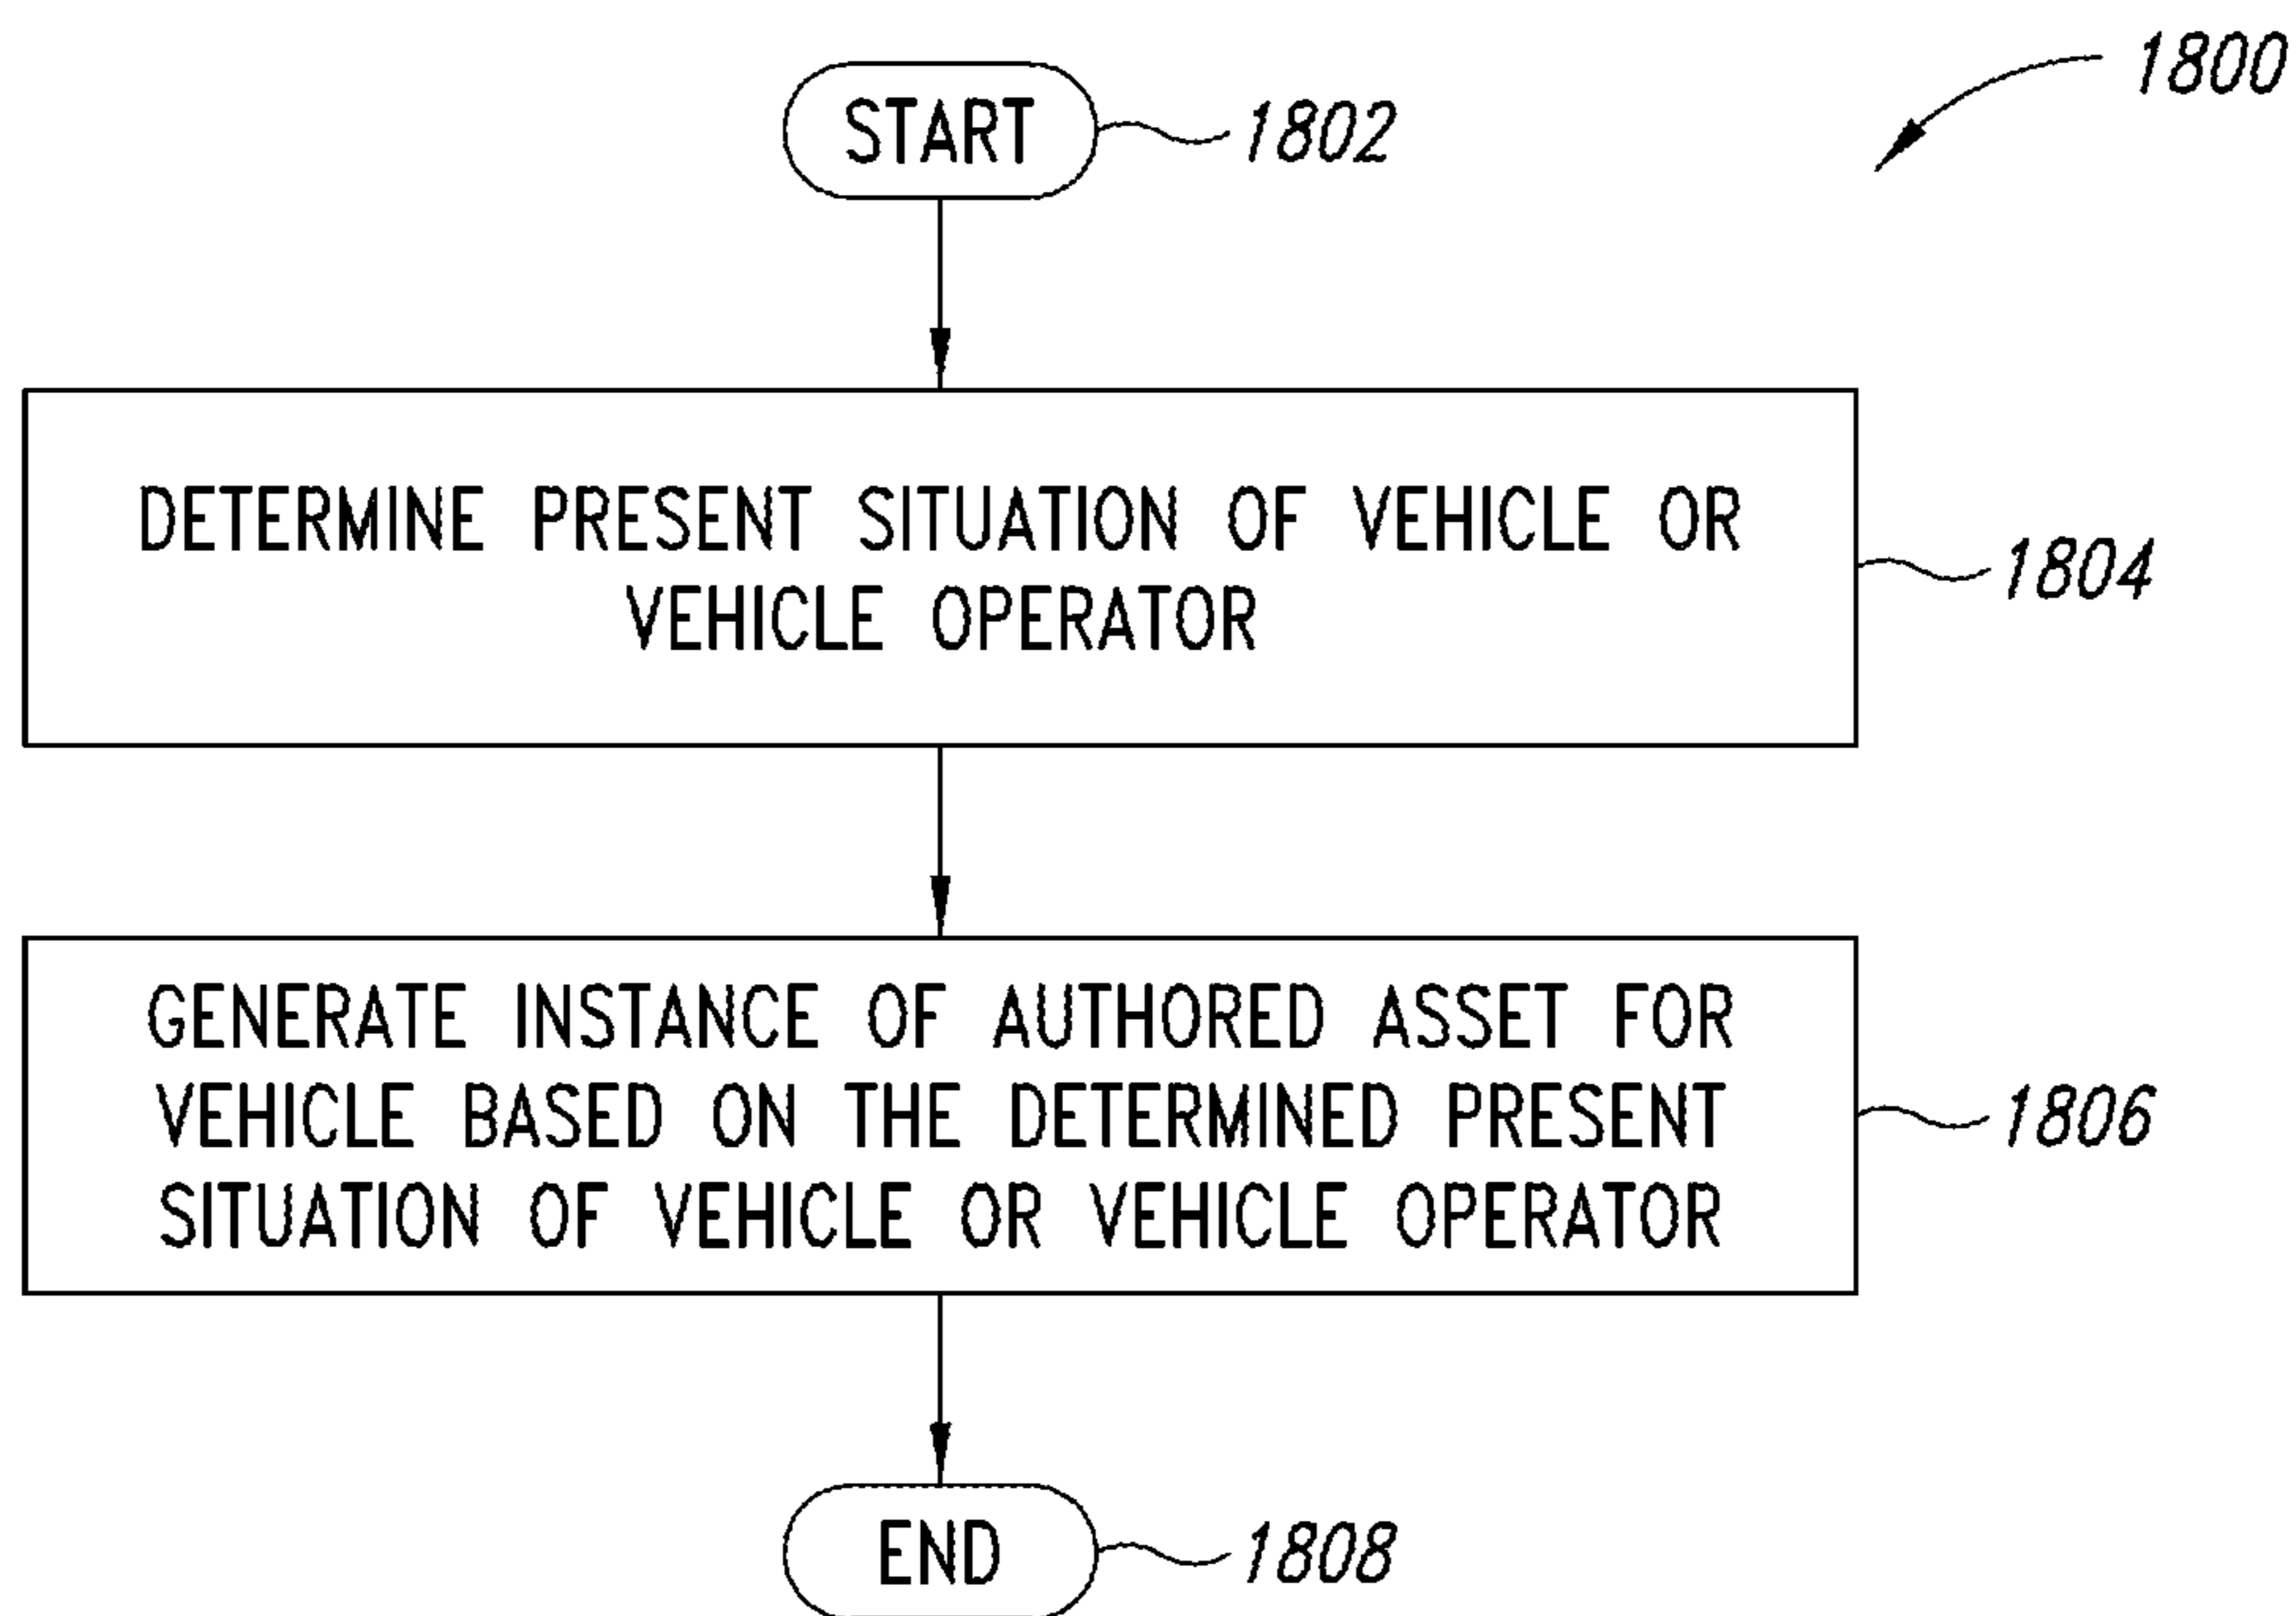 1800
START
1802
DETERMINE PRESENT SITUATION OF VEHICLE OR
VEHICLE OPERATOR
1804
GENERATE INSTANCE OF AUTHORED ASSET FOR
VEHICLE BASED ON THE DETERMINED PRESENT
SITUATION OF VEHICLE OR VEHICLE OPERATOR
1806
END
1808